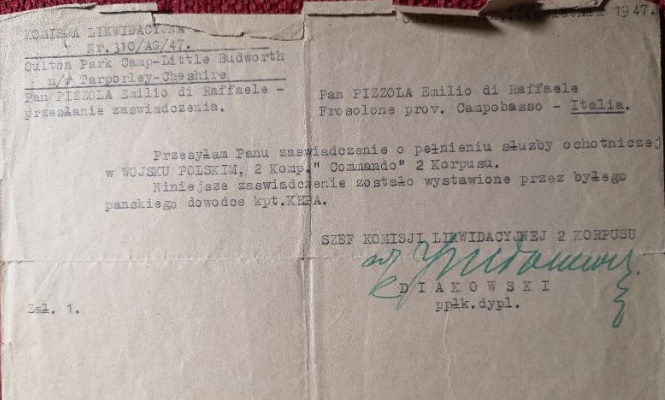 KOMISJA LIKWIDACYJNA
1947.
Nr. 310/AG/47.
Oulton Park Camp-Little Budworth
n/r Tarporley-Cheshire
Pan PIZZOLA Emilio di Raffaele -
przesłanie zaświadczenia.
Pan PIZZOLA Emilio di Raffaele
Frosolone prov. Campobasso - Italia.
Przesyłam Panu zaświadczenie o pełnieniu służby ochotniczej
w WOJSKU POLSKIM, 2 Komp." Commando" 2 Korpusu.
Niniejsze zaświadczenie zostało wystawione przez byłego
panskiego dowodce kpt.KEPA.
SZEF KOMISJI LIKWIDACYJNEJ 2 KORPUSU
DIAKOWSKI
ppłk.dypl.
Zał. 1.